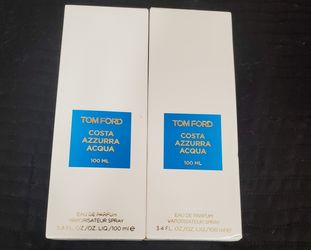 TOM FORD
COSTA
AZZURRA
ACQUA
100 ML
EAU DE PARFUM
VAPORISATEUR SPRAY
3.4 FL. OZ/OZ. LIQ/100 ml ℮
TOM FORD
COSTA
AZZURRA
ACQUA
100 ML
EAU DE PARFUM
VAPORISATEUR SPRAY
3.4 FL. OZ/OZ. LIQ/100 ml ℮